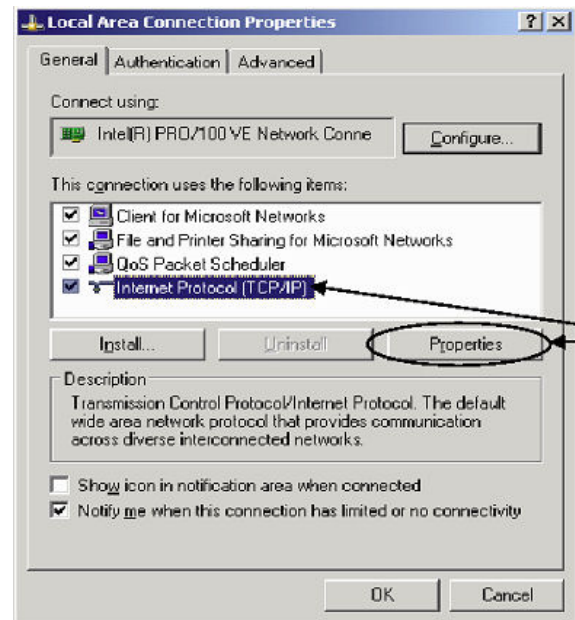 Local Area Connection Properties
General Authentication Advanced
Connect using:
Intel(R) PRO/100 VE Network Conne
Configure...
This connection uses the following items:
Client for Microsoft Networks
File and Printer Sharing for Microsoft Networks
QoS Packet Scheduler
Internet Protocol (TCP/IP)
Install... Uninstall Properties
Description
Transmission Control Protocol/Internet Protocol. The default
wide area network protocol that provides communication
across diverse interconnected networks.
Show icon in notification area when connected
Notify me when this connection has limited or no connectivity
OK Cancel